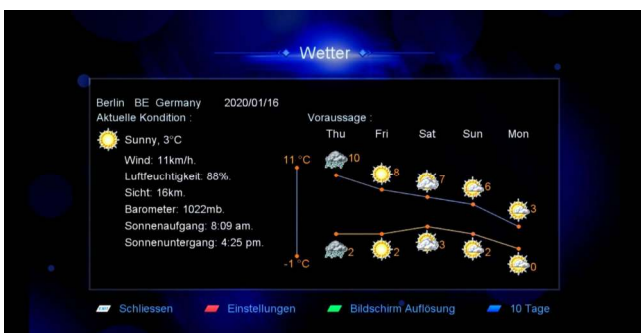 Wetter
Berlin BE Germany 2020/01/16
Aktuelle Kondition :
Sunny, 3°C
Wind: 11km/h.
Luftfeuchtigkeit: 88%.
Sicht: 16km.
Barometer: 1022mb.
Sonnenaufgang: 8:09 am.
Sonnenuntergang: 4:25 pm.
Voraussage :
Thu Fri Sat Sun Mon
11 °C 10 8 7 6 3
-1 °C 2 2 3 2 0
Schliessen Einstellungen Bildschirm Auflösung 10 Tage